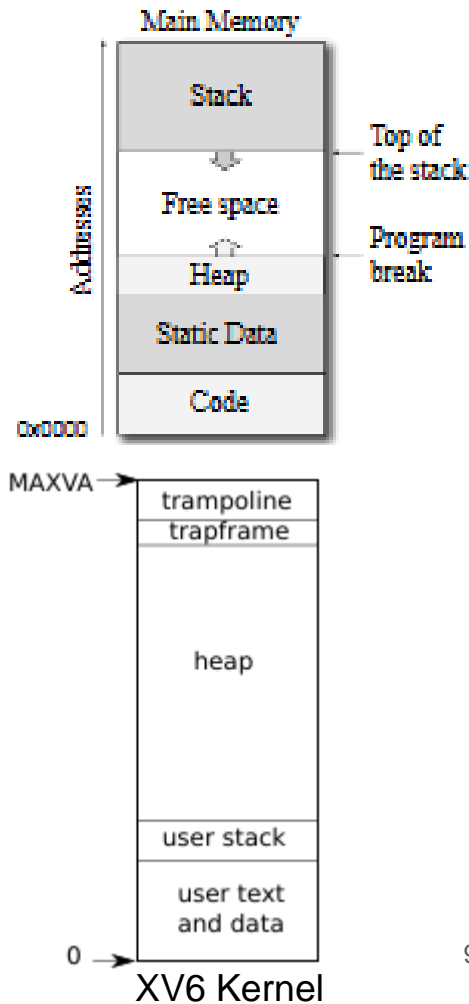 Main Memory
Stack
Top of
the stack
Free space
Addresses
Program
break
Heap
Static Data
Code
0x0000
MAXVA
trampoline
trapframe
heap
user stack
user text
and data
0
9
XV6 Kernel